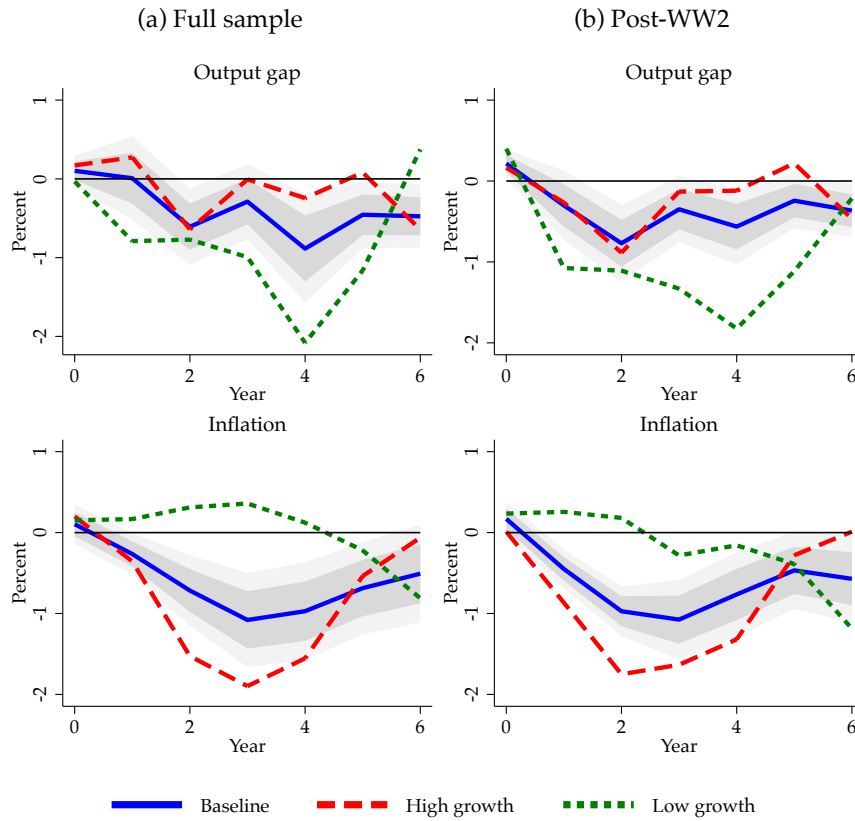 (a) Full sample
(b) Post-WW2
Output gap
Output gap
Percent
1
0
-1
-2
0 2 4 6
Year
Percent
1
0
-1
-2
0 2 4 6
Year
Inflation
Inflation
Percent
1
0
-1
-2
0 2 4 6
Year
Percent
1
0
-1
-2
0 2 4 6
Year
Baseline High growth Low growth